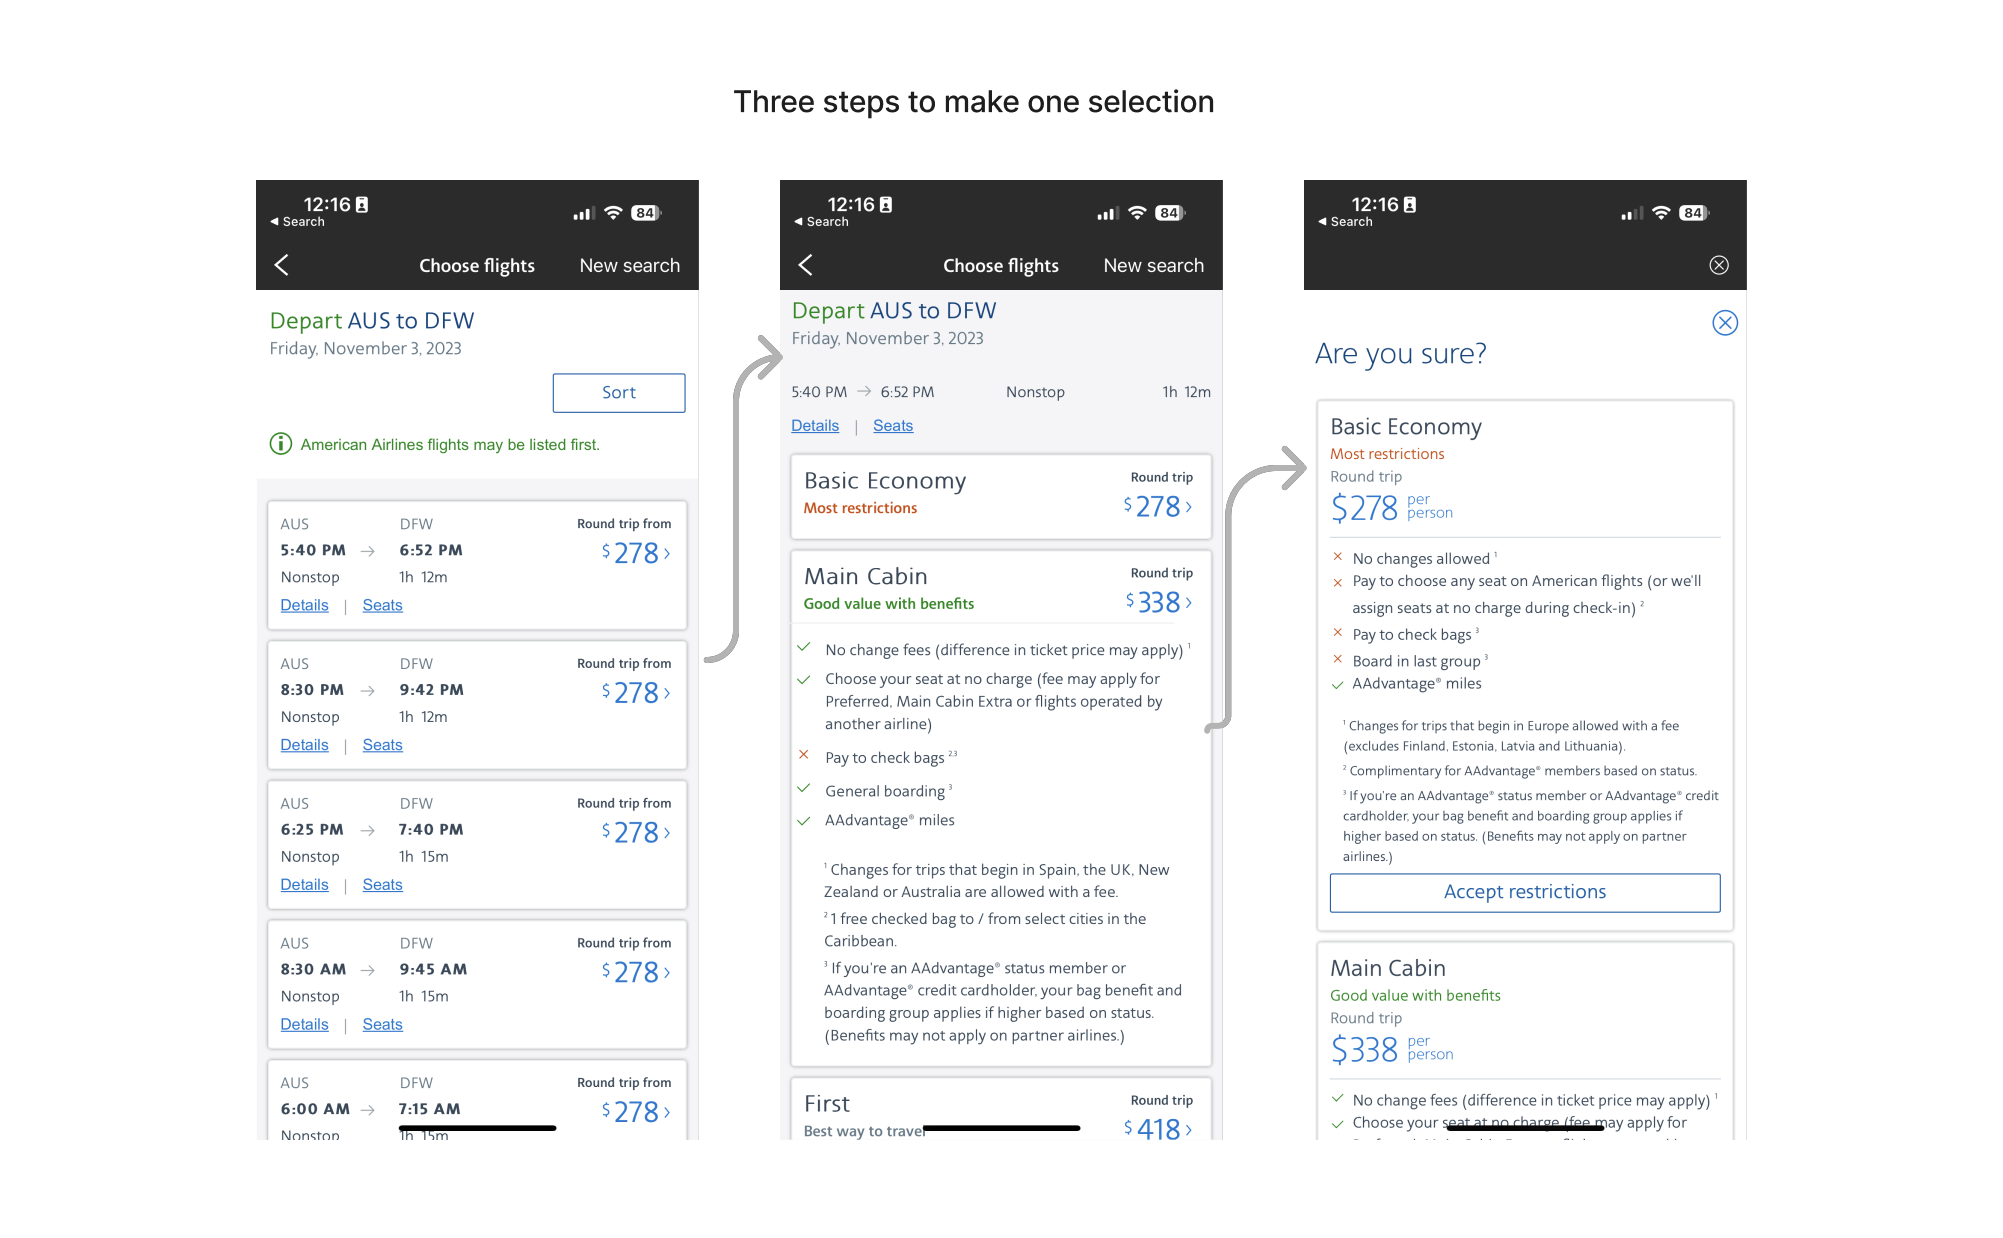 Three steps to make one selection
12:16
◀ Search
84
Choose flights
New search
Depart AUS to DFW
Friday, November 3, 2023
Sort
American Airlines flights may be listed first.
AUS DFW Round trip from
5:40 PM → 6:52 PM $278 >
Nonstop 1h 12m
Details | Seats
AUS DFW Round trip from
8:30 PM → 9:42 PM $278 >
Nonstop 1h 12m
Details | Seats
AUS DFW Round trip from
6:25 PM → 7:40 PM $278 >
Nonstop 1h 15m
Details | Seats
AUS DFW Round trip from
8:30 AM → 9:45 AM $278 >
Nonstop 1h 15m
Details | Seats
AUS DFW Round trip from
6:00 AM → 7:15 AM $278 >
Nonstop 1h 15m
12:16
◀ Search
84
Choose flights
New search
Depart AUS to DFW
Friday, November 3, 2023
5:40 PM → 6:52 PM Nonstop 1h 12m
Details | Seats
Basic Economy Round trip
Most restrictions $278 >
Main Cabin Round trip
Good value with benefits $338 >
No change fees (difference in ticket price may apply) 1
Choose your seat at no charge (fee may apply for
Preferred, Main Cabin Extra or flights operated by
another airline)
Pay to check bags 2,3
General boarding 3
AAdvantage® miles
1 Changes for trips that begin in Spain, the UK, New
Zealand or Australia are allowed with a fee.
2 1 free checked bag to / from select cities in the
Caribbean.
3 If you're an AAdvantage® status member or
AAdvantage® credit cardholder, your bag benefit and
boarding group applies if higher based on status.
(Benefits may not apply on partner airlines.)
First Round trip
Best way to travel $418 >
12:16
◀ Search
84
Are you sure?
Basic Economy
Most restrictions
Round trip
$278 per person
No changes allowed 1
Pay to choose any seat on American flights (or we'll
assign seats at no charge during check-in) 2
Pay to check bags 3
Board in last group 3
AAdvantage® miles
1 Changes for trips that begin in Europe allowed with a fee
(excludes Finland, Estonia, Latvia and Lithuania).
2 Complimentary for AAdvantage® members based on status.
3 If you're an AAdvantage® status member or AAdvantage® credit
cardholder, your bag benefit and boarding group applies if
higher based on status. (Benefits may not apply on partner
airlines.)
Accept restrictions
Main Cabin
Good value with benefits
Round trip
$338 per person
No change fees (difference in ticket price may apply) 1
Choose your seat at no charge (fee may apply for